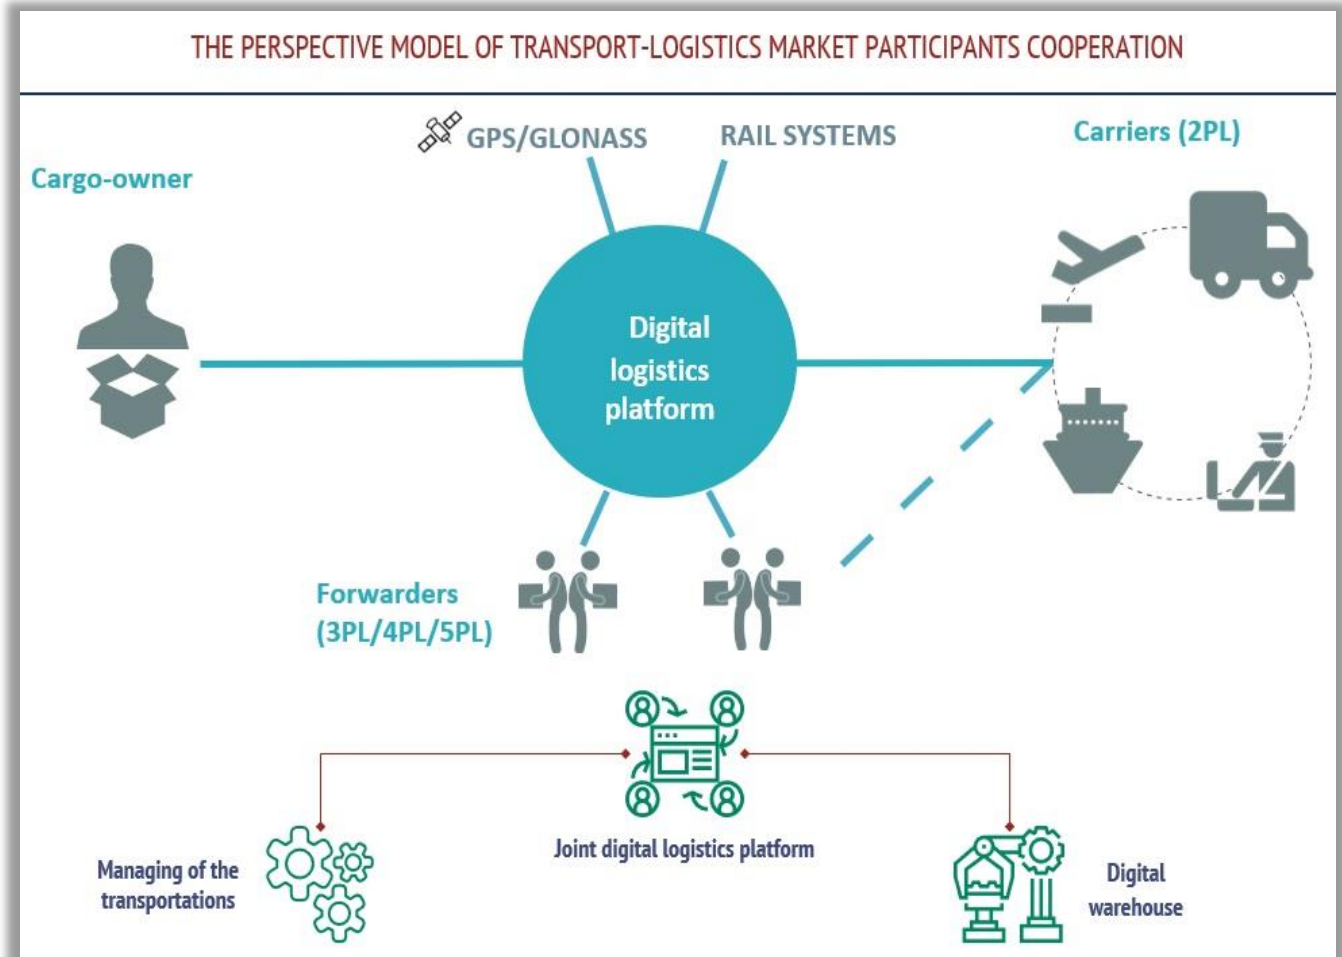 THE PERSPECTIVE MODEL OF TRANSPORT-LOGISTICS MARKET PARTICIPANTS COOPERATION
GPS/GLONASS
RAIL SYSTEMS
Carriers (2PL)
Cargo-owner
Digital
logistics
platform
Forwarders
(3PL/4PL/5PL)
Joint digital logistics platform
Managing of the
transportations
Digital
warehouse